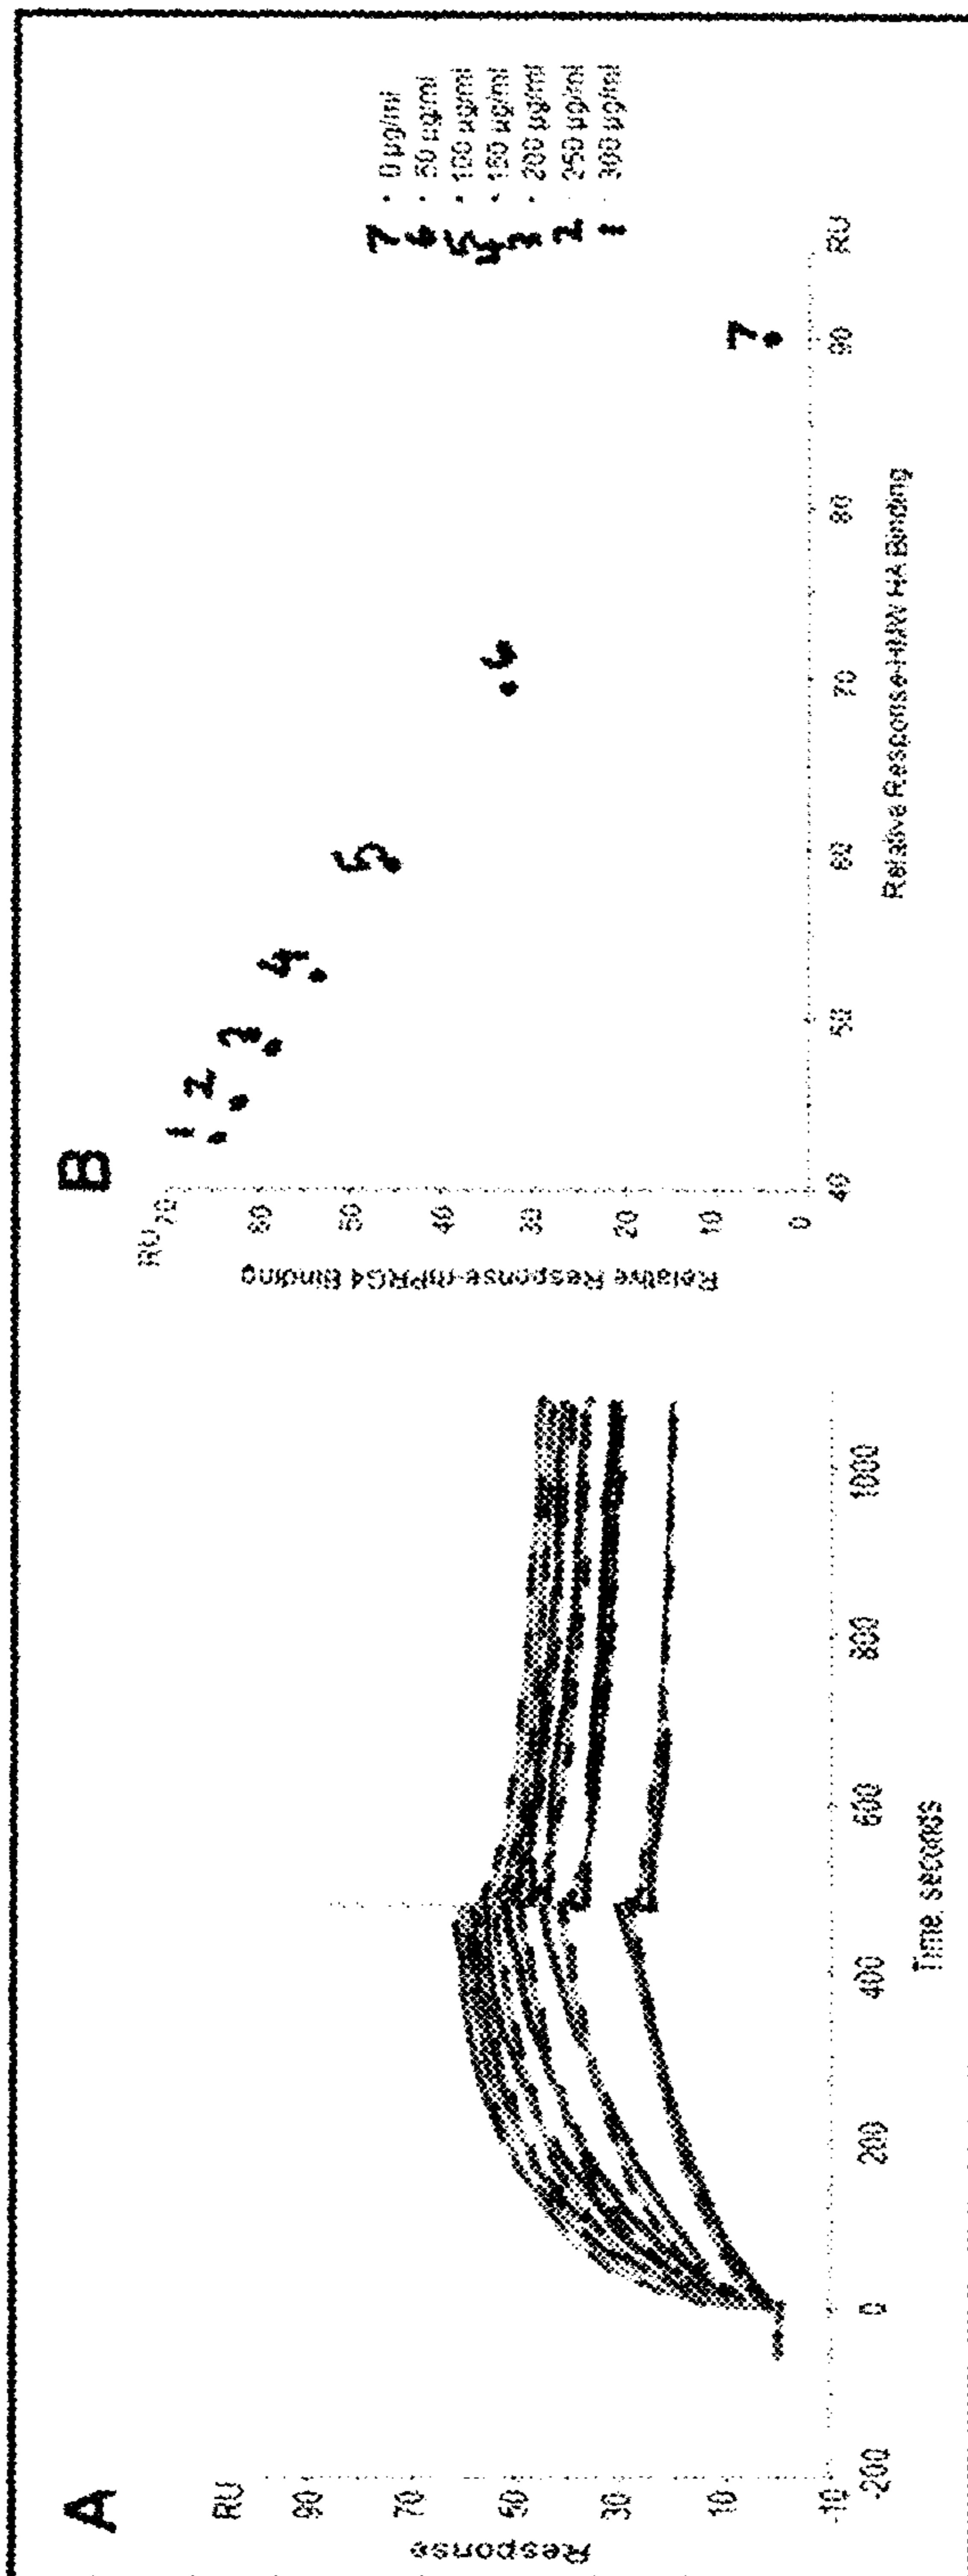 A
RU
90
70
50
30
10
-10
Response
-200
0
200
400
600
800
1000
Time, seconds
B
RU
70
60
50
40
30
20
10
0
Relative Response-rhPRG4 Binding
40
50
60
70
80
90
RU
Relative Response-HMW HA Binding
1
2
3
4
5
6
7
7 0 µg/ml
6 50 µg/ml
5 100 µg/ml
4 150 µg/ml
3 200 µg/ml
2 250 µg/ml
1 300 µg/ml